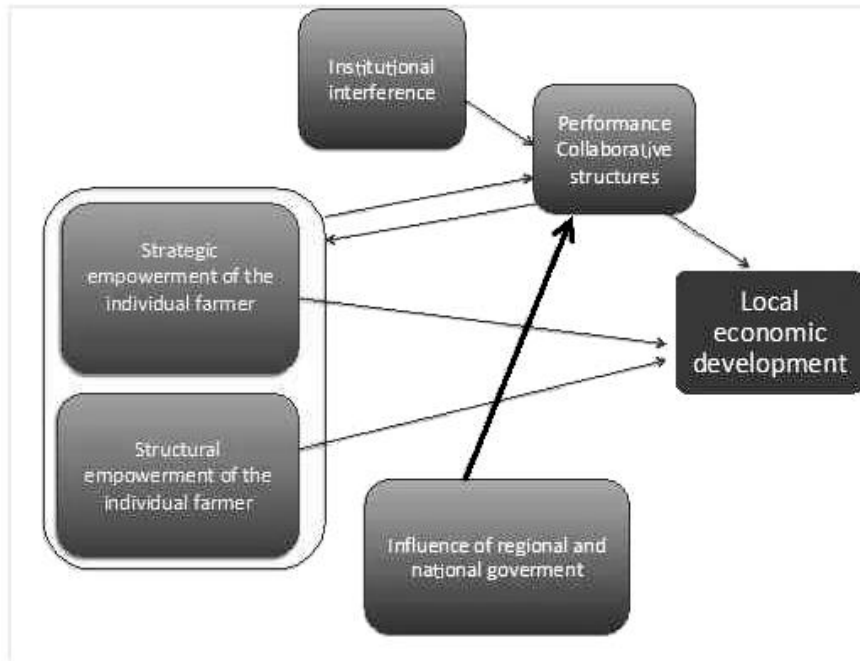 Institutional
interference
Performance
Collaborative
structures
Strategic
empowerment of the
individual farmer
Local
economic
development
Structural
empowerment of the
individual farmer
Influence of regional and
national goverment